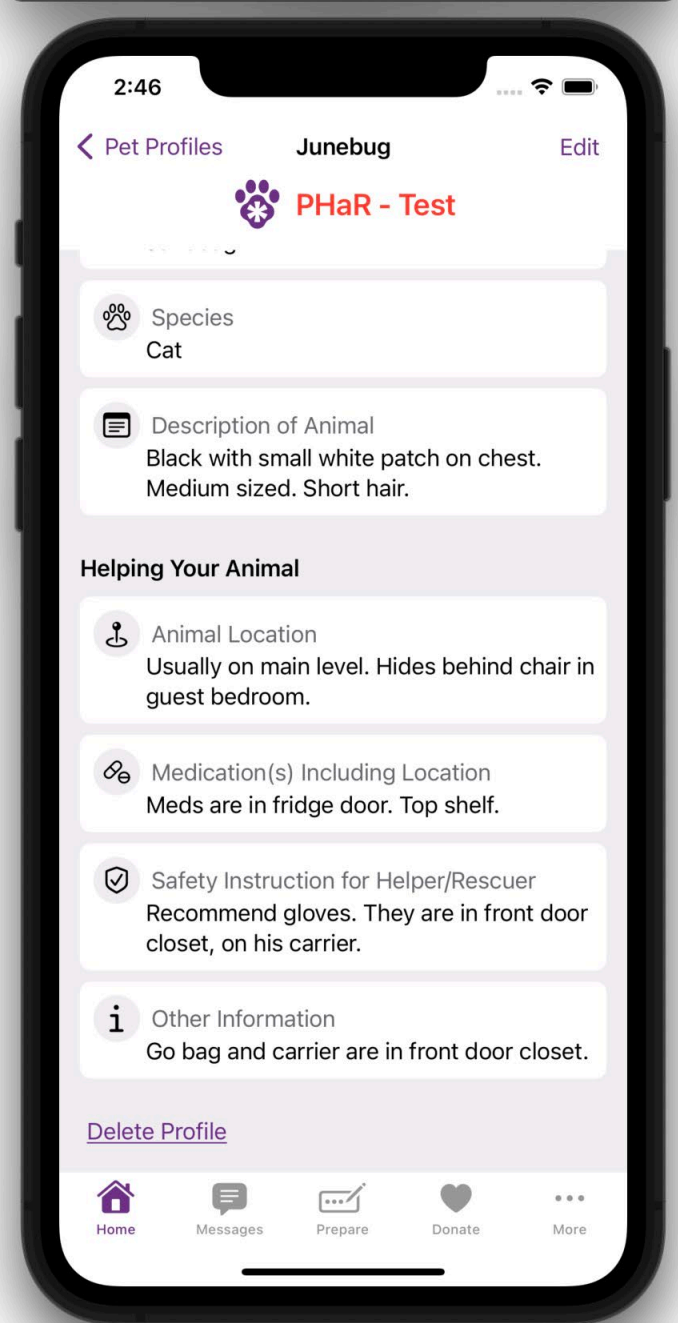 2:46
Pet Profiles
Junebug
Edit
PHaR - Test
Species
Cat
Description of Animal
Black with small white patch on chest.
Medium sized. Short hair.
Helping Your Animal
Animal Location
Usually on main level. Hides behind chair in
guest bedroom.
Medication(s) Including Location
Meds are in fridge door. Top shelf.
Safety Instruction for Helper/Rescuer
Recommend gloves. They are in front door
closet, on his carrier.
Other Information
Go bag and carrier are in front door closet.
Delete Profile
Home
Messages
Prepare
Donate
More